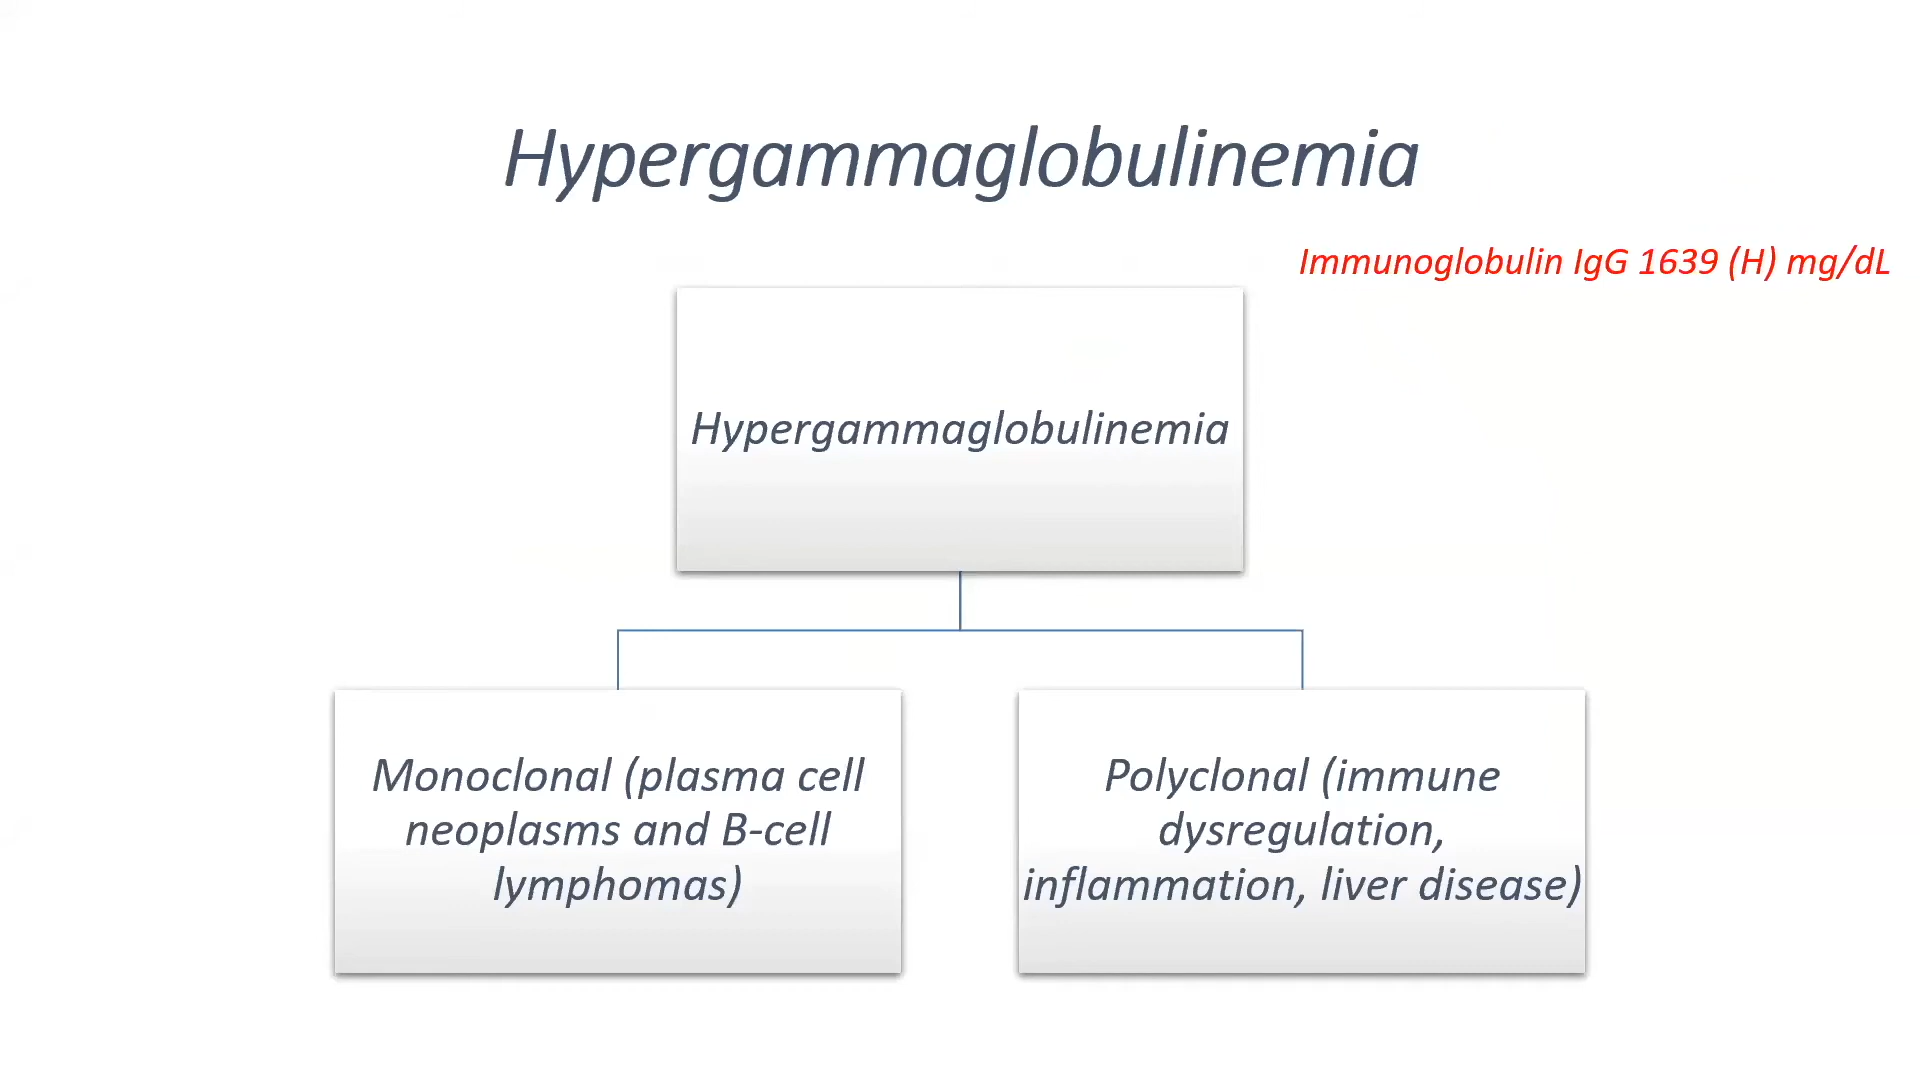 Hypergammaglobulinemia
Immunoglobulin IgG 1639 (H) mg/dL
Hypergammaglobulinemia
Monoclonal (plasma cell
neoplasms and B-cell
lymphomas)
Polyclonal (immune
dysregulation,
inflammation, liver disease)